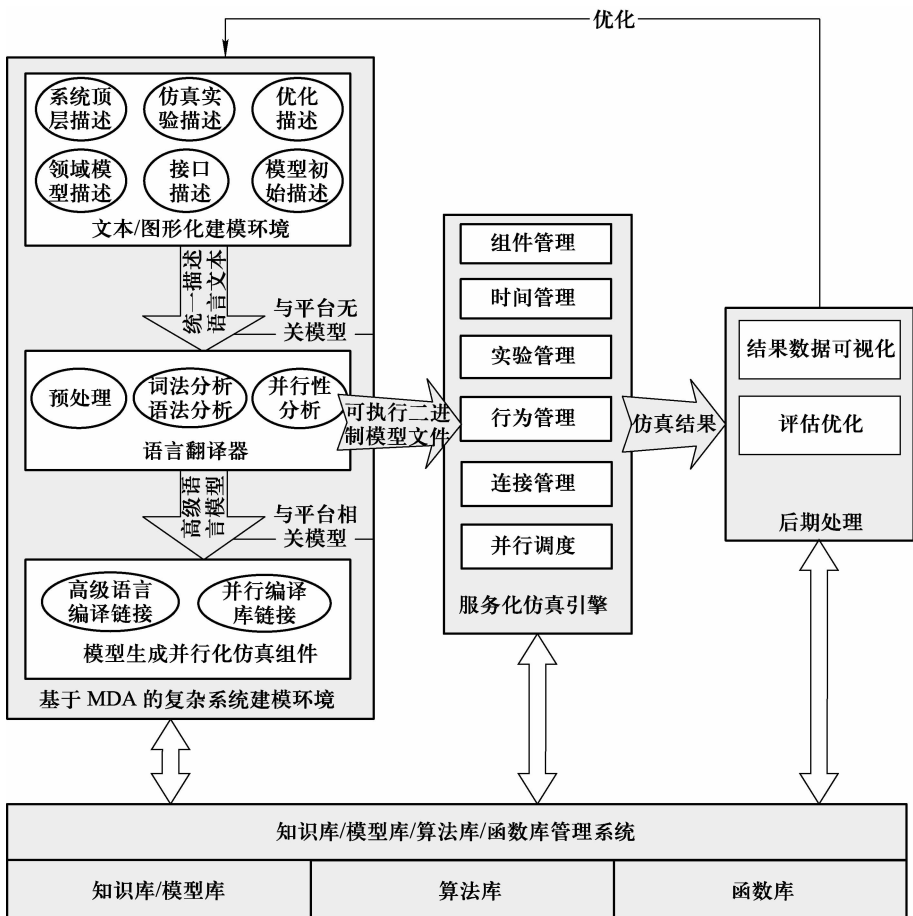 优化
系统顶
层描述
仿真实
验描述
优化
描述
领域模
型描述
接口
描述
模型初
始描述
文本/图形化建模环境
统一描述
语言文本
与平台无
关模型
预处理
词法分析
语法分析
并行性
分析
语言翻译器
可执行二进
制模型文件
高级语
言模型
与平台相
关模型
高级语言
编译链接
并行编译
库链接
模型生成并行化仿真组件
基于 MDA 的复杂系统建模环境
组件管理
时间管理
实验管理
行为管理
连接管理
并行调度
服务化仿真引擎
仿真结果
结果数据可视化
评估优化
后期处理
知识库/模型库/算法库/函数库管理系统
知识库/模型库
算法库
函数库